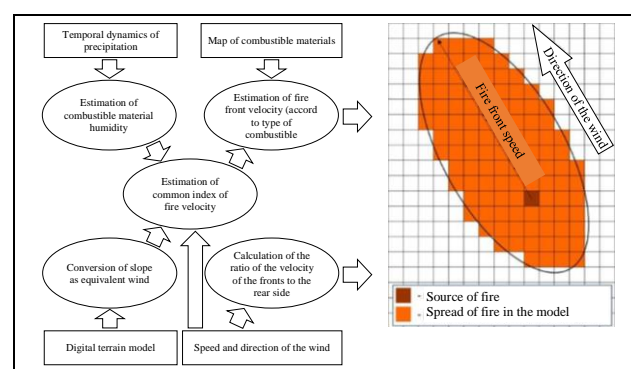 Temporal dynamics of
precipitation
Map of combustible materials
Estimation of
combustible material
humidity
Estimation of fire
front velocity (accord
to type of
combustible
Estimation of
common index of
fire velocity
Conversion of slope
as equivalent wind
Calculation of the
ratio of the velocity
of the fronts to the
rear side
Digital terrain model
Speed and direction of the wind
Direction of the wind
Fire front speed
- Source of fire
- Spread of fire in the model